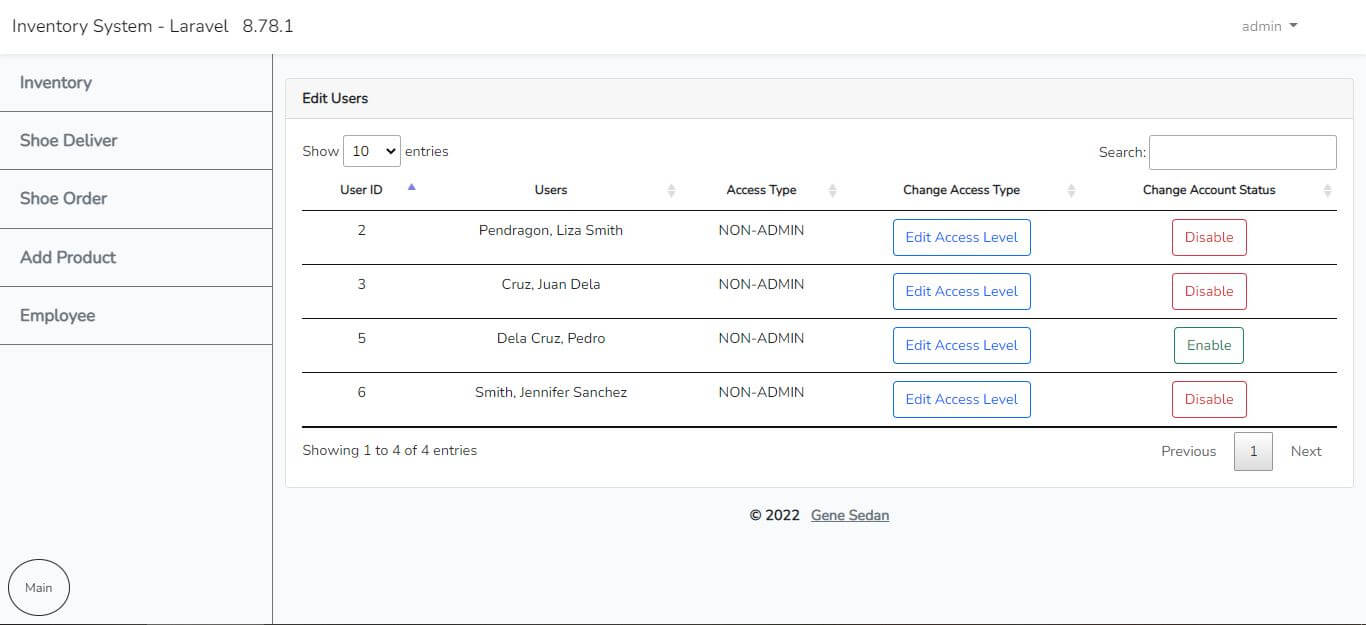 Inventory System - Laravel 8.78.1
admin
Inventory
Shoe Deliver
Shoe Order
Add Product
Employee
Main
Edit Users
Show 10 entries
Search:
User ID Users Access Type Change Access Type Change Account Status
2 Pendragon, Liza Smith NON-ADMIN Edit Access Level Disable
3 Cruz, Juan Dela NON-ADMIN Edit Access Level Disable
5 Dela Cruz, Pedro NON-ADMIN Edit Access Level Enable
6 Smith, Jennifer Sanchez NON-ADMIN Edit Access Level Disable
Showing 1 to 4 of 4 entries
Previous 1 Next
© 2022 Gene Sedan